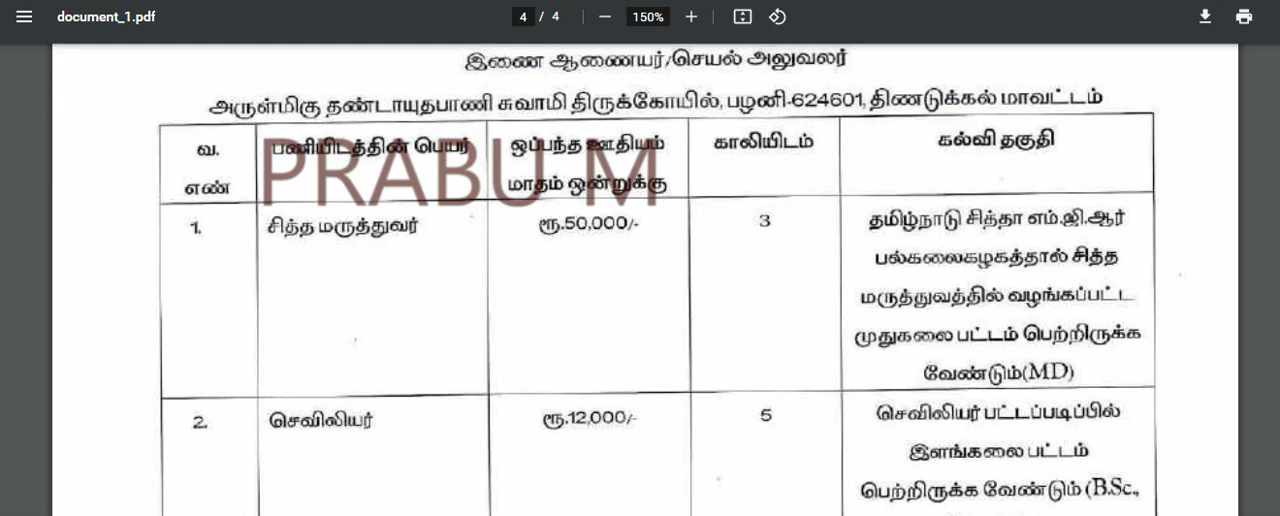 document_1.pdf
4 / 4
150%
இணை ஆணையர்/செயல் அலுவலர்
அருள்மிகு தண்டாயுதபாணி சுவாமி திருக்கோயில், பழனி-624601, திண்டுக்கல் மாவட்டம்
வ. எண்
பணியிடத்தின் பெயர்
ஒப்பந்த ஊதியம்
மாதம் ஒன்றுக்கு
காலியிடம்
கல்வி தகுதி
PRABU M
1.
சித்த மருத்துவர்
ரூ.50,000/-
3
தமிழ்நாடு சித்தா எம்.ஜி.ஆர்
பல்கலைகழகத்தால் சித்த
மருத்துவத்தில் வழங்கப்பட்ட
முதுகலை பட்டம் பெற்றிருக்க
வேண்டும்(MD)
2.
செவிலியர்
ரூ.12,000/-
5
செவிலியர் பட்டப்படிப்பில்
இளங்கலை பட்டம்
பெற்றிருக்க வேண்டும் (B.Sc.,